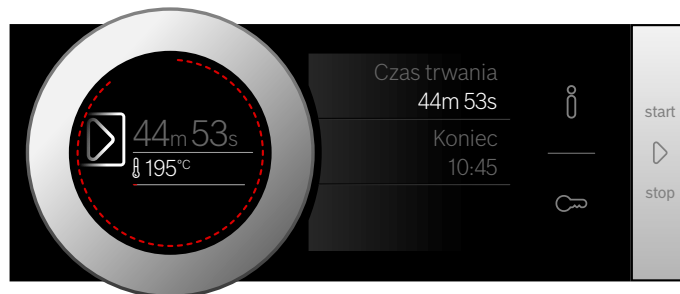 44m 53s
195°C
Czas trwania
44m 53s
Koniec
10:45
start
stop